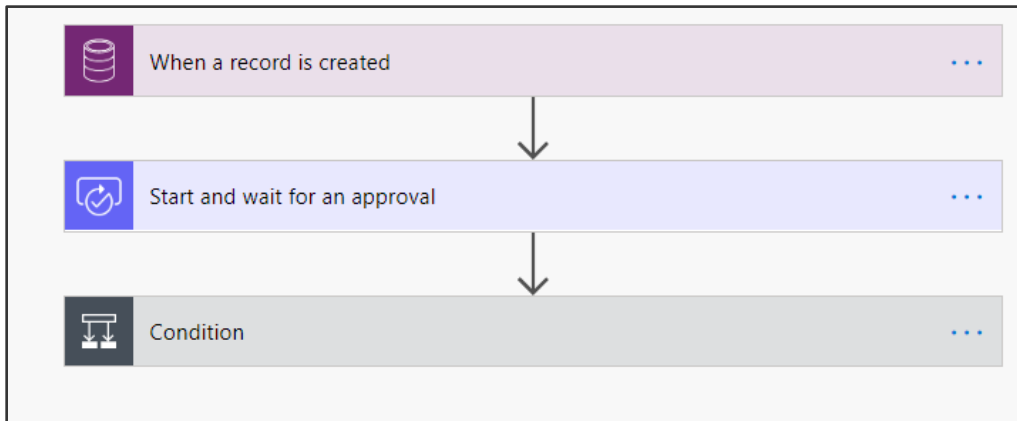 When a record is created
Start and wait for an approval
Condition